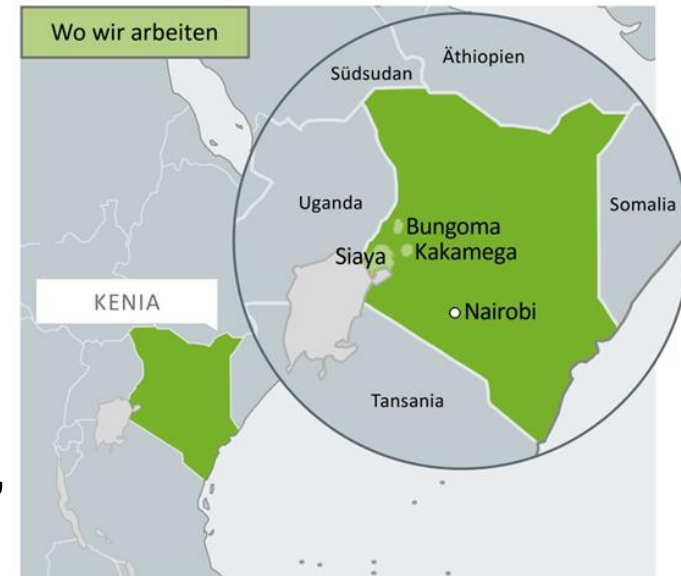 Wo wir arbeiten
Äthiopien
Südsudan
Uganda
Somalia
Bungoma
Siaya
Kakamega
KENIA
Nairobi
Tansania